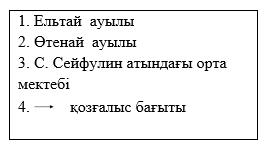 1. Ельтай ауылы
2. Өтенай ауылы
3. С. Сейфулин атындағы орта
мектебі
4. → қозғалыс бағыты